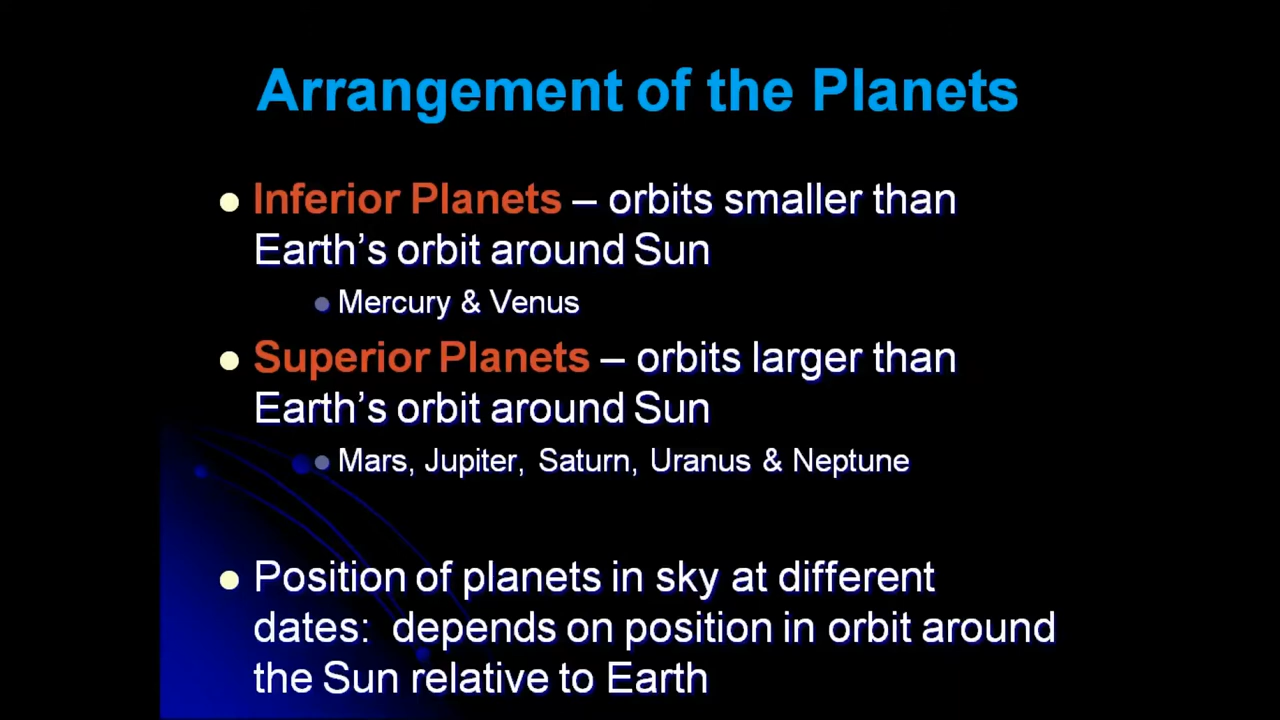 Arrangement of the Planets
Inferior Planets – orbits smaller than
Earth’s orbit around Sun
Mercury & Venus
Superior Planets – orbits larger than
Earth’s orbit around Sun
Mars, Jupiter, Saturn, Uranus & Neptune
Position of planets in sky at different
dates: depends on position in orbit around
the Sun relative to Earth